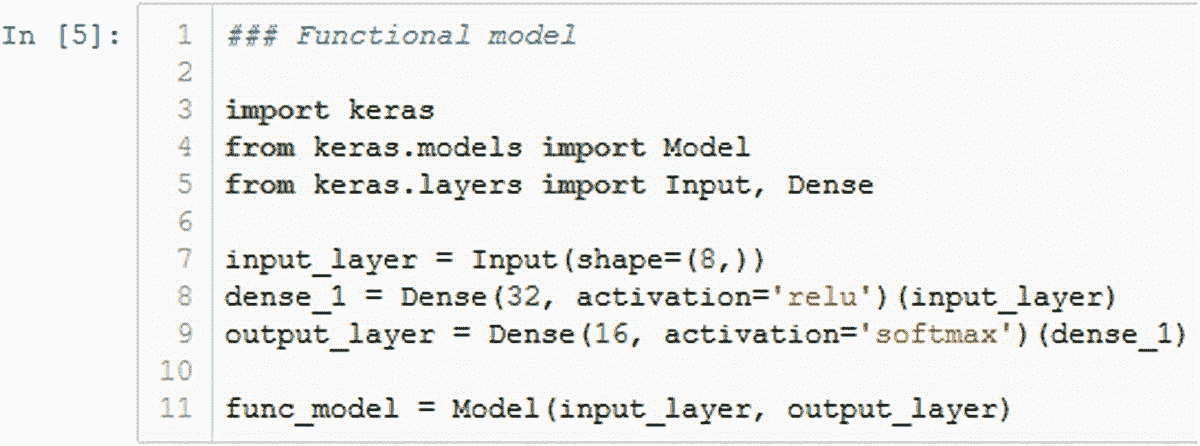 In [5]:
1 ### Functional model
2
3 import keras
4 from keras.models import Model
5 from keras.layers import Input, Dense
6
7 input_layer = Input(shape=(8,))
8 dense_1 = Dense(32, activation='relu')(input_layer)
9 output_layer = Dense(16, activation='softmax')(dense_1)
10
11 func_model = Model(input_layer, output_layer)